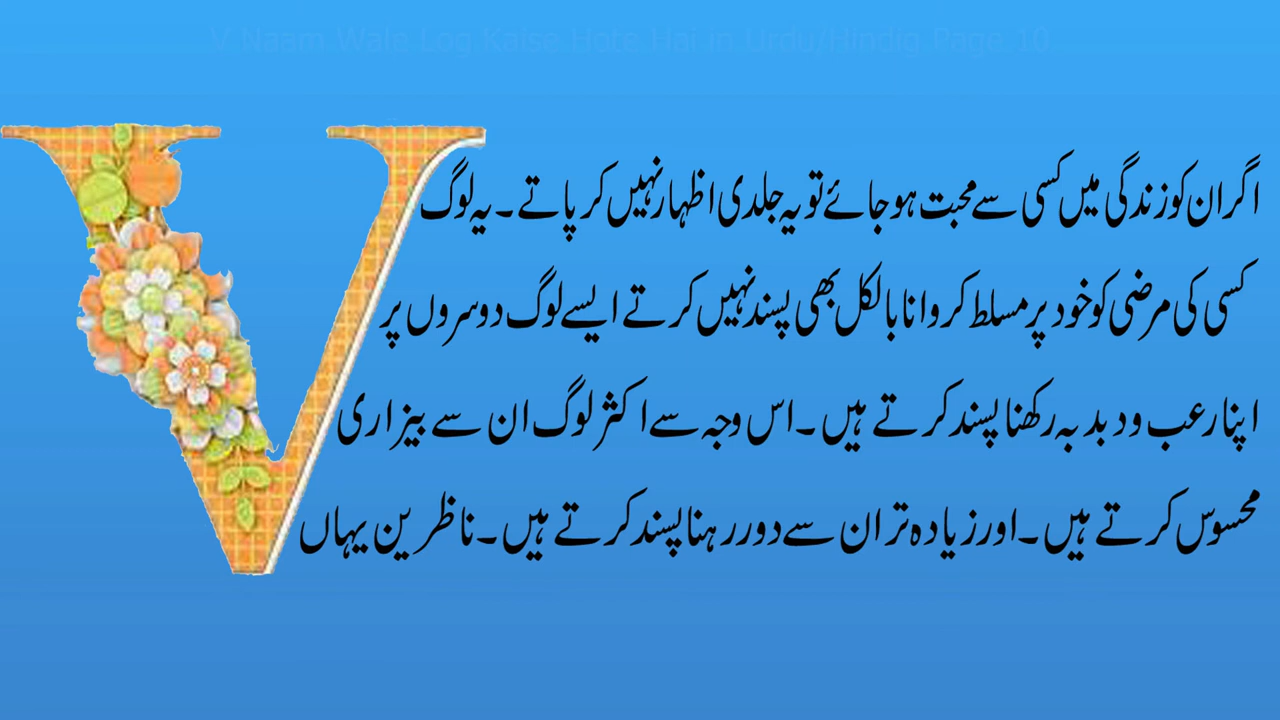 V Naam Wale Log Kaise Hote Hai in Urdu/Hindig Page 10
V
اگر ان کو زندگی میں کسی سے محبت ہو جائے تو یہ جلدی اظہار نہیں کر پاتے۔ یہ لوگ
کسی کی مرضی کو خود پر مسلط کروانا بالکل بھی پسند نہیں کرتے ایسے لوگ دوسروں پر
اپنا رعب ودبدبہ رکھنا پسند کرتے ہیں۔ اس وجہ سے اکثر لوگ ان سے بیزاری
محسوس کرتے ہیں۔ اور زیادہ تر ان سے دور رہنا پسند کرتے ہیں۔ ناظرین یہاں